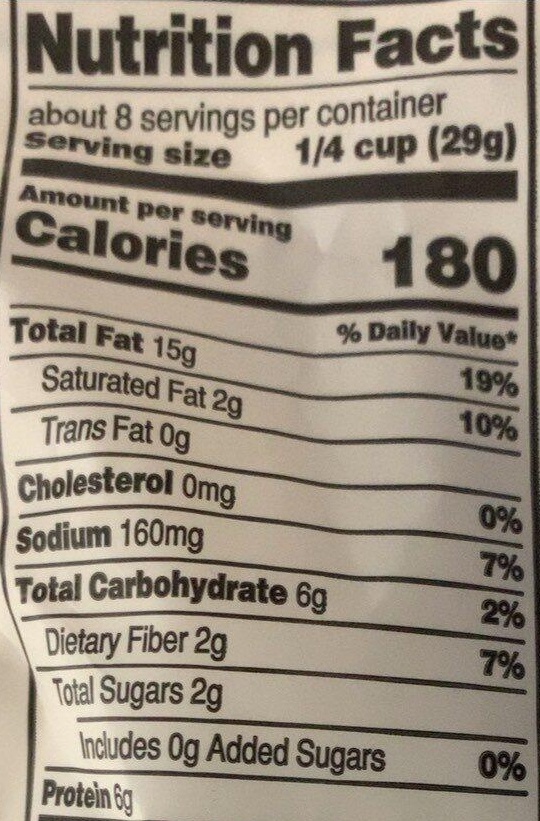 Nutrition Facts
about 8 servings per container
Serving size 1/4 cup (29g)
Amount per serving
Calories 180
% Daily Value*
Total Fat 15g 19%
Saturated Fat 2g 10%
Trans Fat 0g
Cholesterol 0mg 0%
Sodium 160mg 7%
Total Carbohydrate 6g 2%
Dietary Fiber 2g 7%
Total Sugars 2g
Includes 0g Added Sugars 0%
Protein 6g